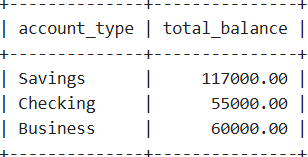 +--------------+---------------+
| account_type | total_balance |
+--------------+---------------+
| Savings      |     117000.00 |
| Checking     |      55000.00 |
| Business     |      60000.00 |
+--------------+---------------+